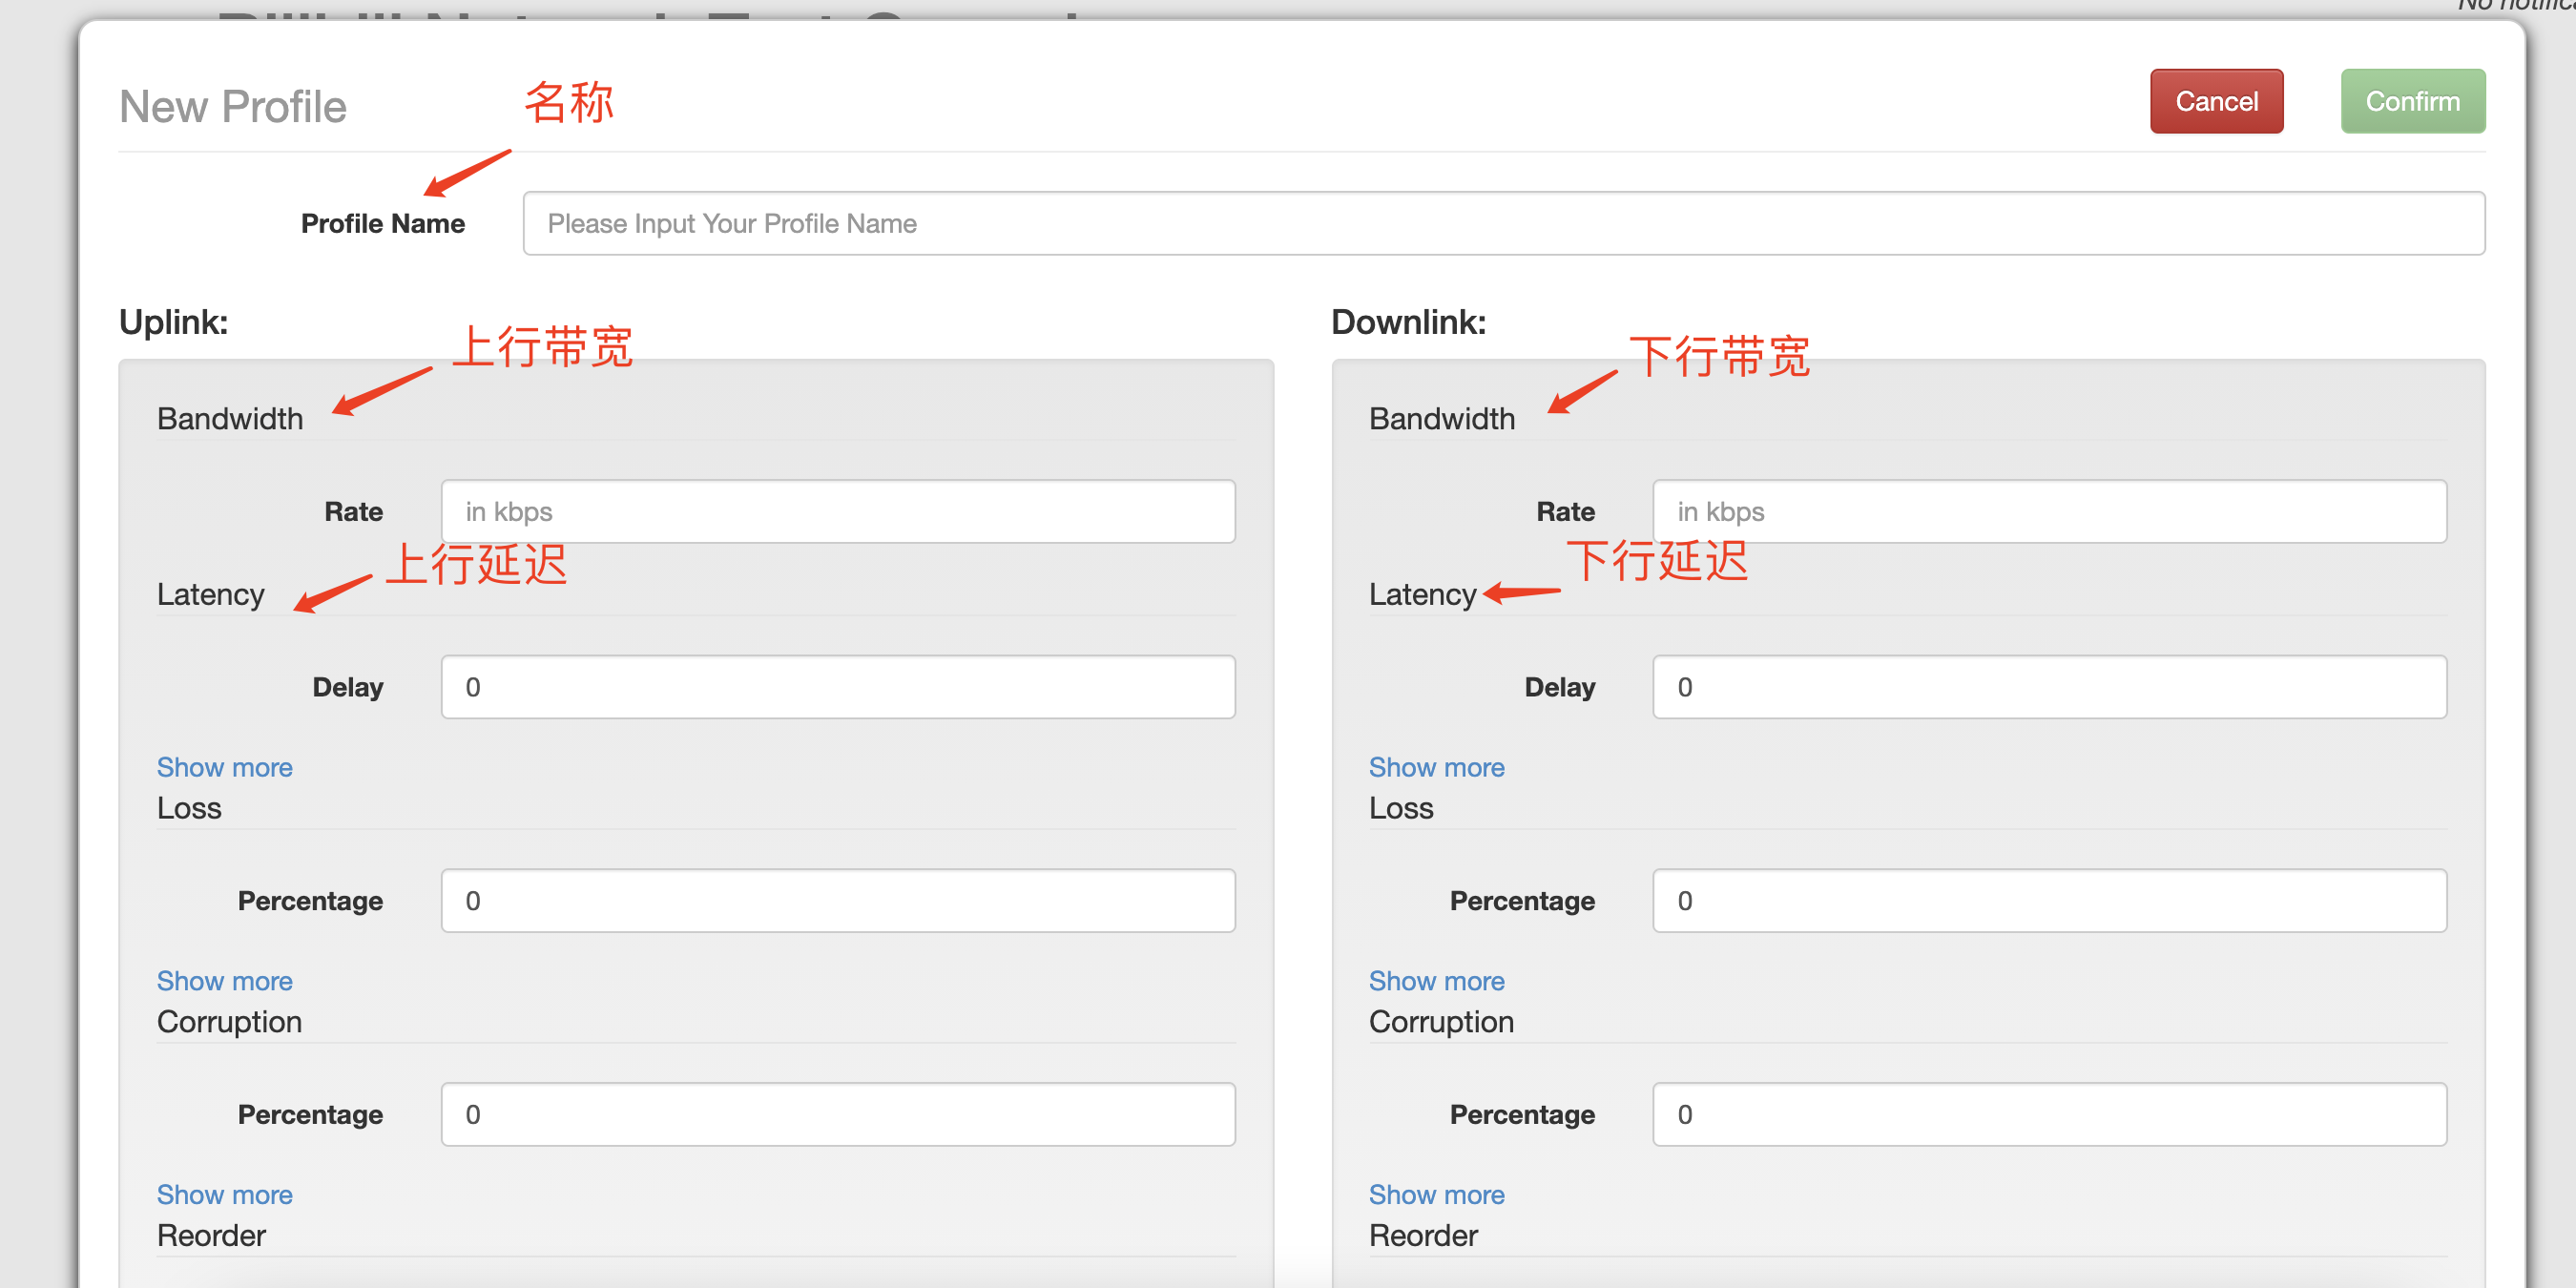 No notific
New Profile
名称
Cancel
Confirm
Profile Name
Please Input Your Profile Name
Uplink:
上行带宽
Bandwidth
Rate
in kbps
上行延迟
Latency
Delay
0
Show more
Loss
Percentage
0
Show more
Corruption
Percentage
0
Show more
Reorder
Downlink:
下行带宽
Bandwidth
Rate
in kbps
下行延迟
Latency
Delay
0
Show more
Loss
Percentage
0
Show more
Corruption
Percentage
0
Show more
Reorder